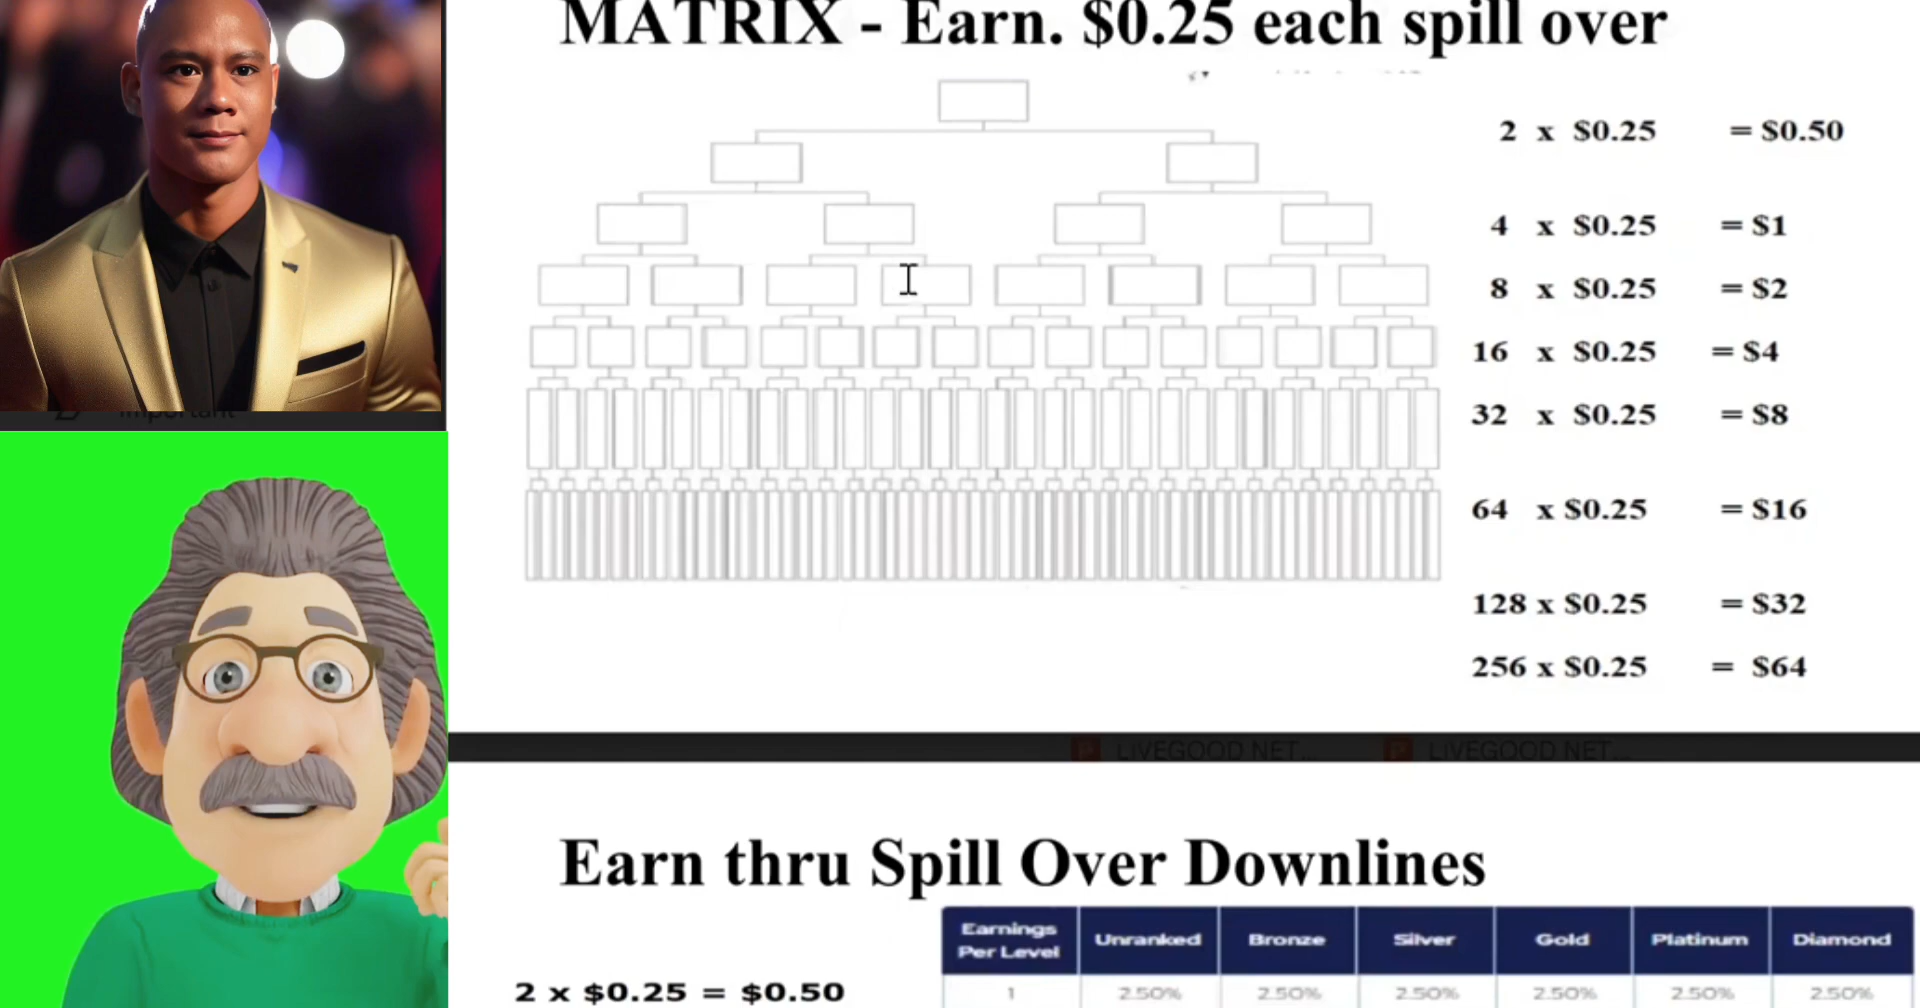 MATRIX - Earn. $0.25 each spill over
2 x $0.25 = $0.50
4 x $0.25 = $1
8 x $0.25 = $2
16 x $0.25 = $4
32 x $0.25 = $8
64 x $0.25 = $16
128 x $0.25 = $32
256 x $0.25 = $64
Important
LIVEGOOD NET... LIVEGOOD NET...
Earn thru Spill Over Downlines
Earnings Per Level Unranked Bronze Silver Gold Platinum Diamond
1 2.50% 2.50% 2.50% 2.50% 2.50% 2.50%
2 x $0.25 = $0.50